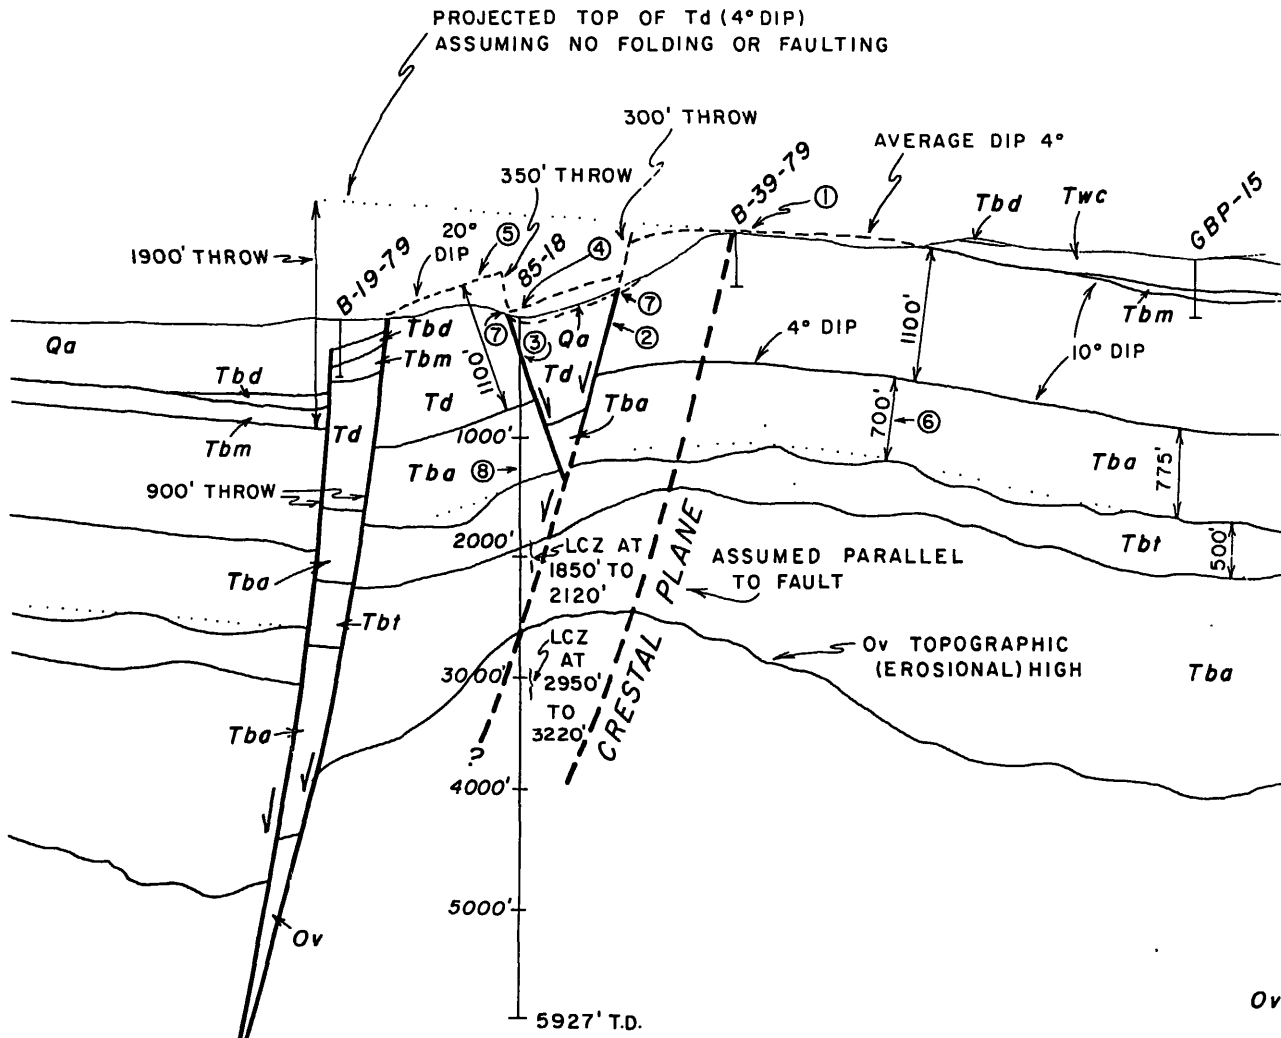 PROJECTED TOP OF Td (4° DIP)
ASSUMING NO FOLDING OR FAULTING
300' THROW
AVERAGE DIP 4°
350' THROW
B-39-79
①
Tbd
Twc
GBP-15
1900' THROW
20°
DIP
⑤
85-18
④
B-19-79
Qa
Tbd
Tbm
⑦
③
Qa
⑦
②
4° DIP
1100'
Tbm
10° DIP
Tbd
Tbm
Td
Td
1100'
Td
Tba
1000'
700'
⑥
Tba
⑧
Tba
775'
900' THROW
2000'
LCZ AT
1850' TO
2120'
ASSUMED PARALLEL
TO FAULT
Tbt
500'
Tba
Tbt
CRESTAL PLANE
LCZ
AT
2950'
TO
3220'
3000'
Ov TOPOGRAPHIC
(EROSIONAL) HIGH
Tba
Tba
?
4000'
5000'
Ov
Ov
5927' T.D.